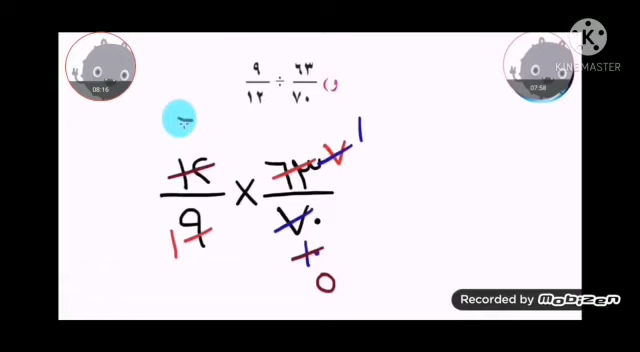 KINEMASTER
08:16
07:58
و) ٦٣/٧٠ ÷ ٩/١٢
١
٧
٦٣ × ١٢
٧٠ ٩
١
١٠
٥
Recorded by mobizen